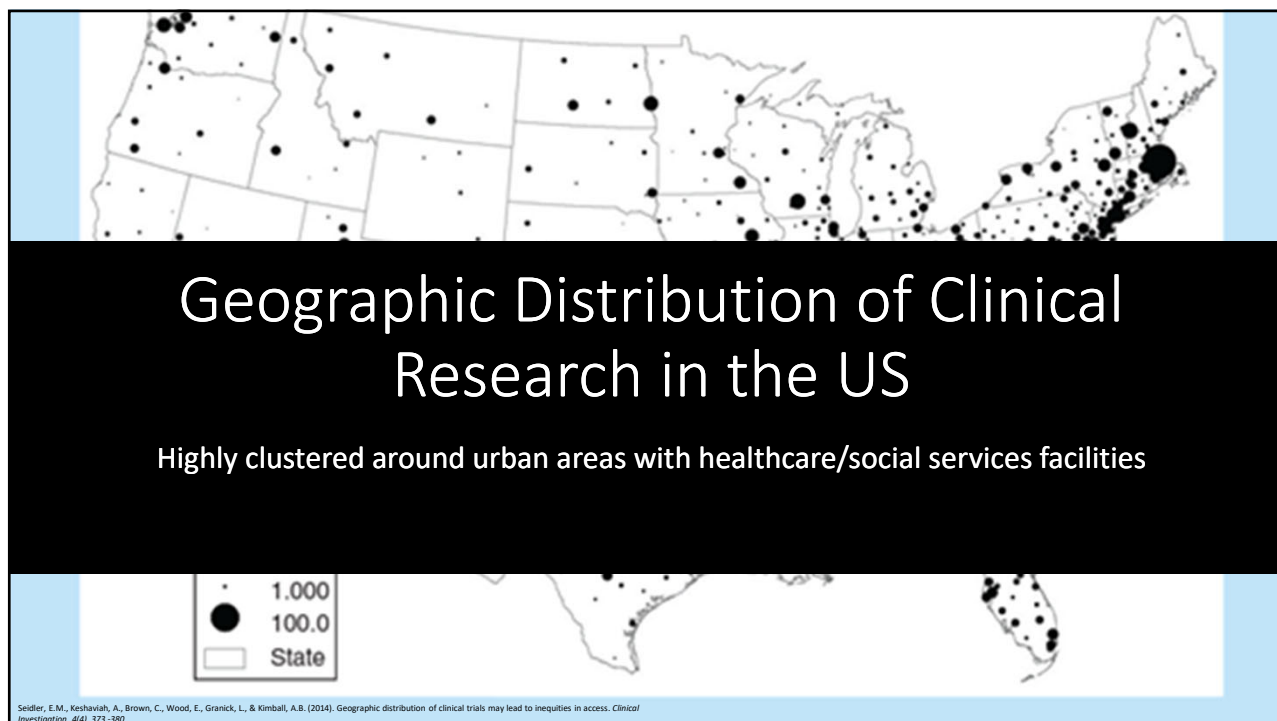 Geographic Distribution of Clinical
Research in the US
Highly clustered around urban areas with healthcare/social services facilities
1.000
100.0
State
Seidler, E.M., Keshaviah, A., Brown, C., Wood, E., Granick, L., & Kimball, A.B. (2014). Geographic distribution of clinical trials may lead to inequities in access. Clinical
Investigation, 4(4), 373-380.